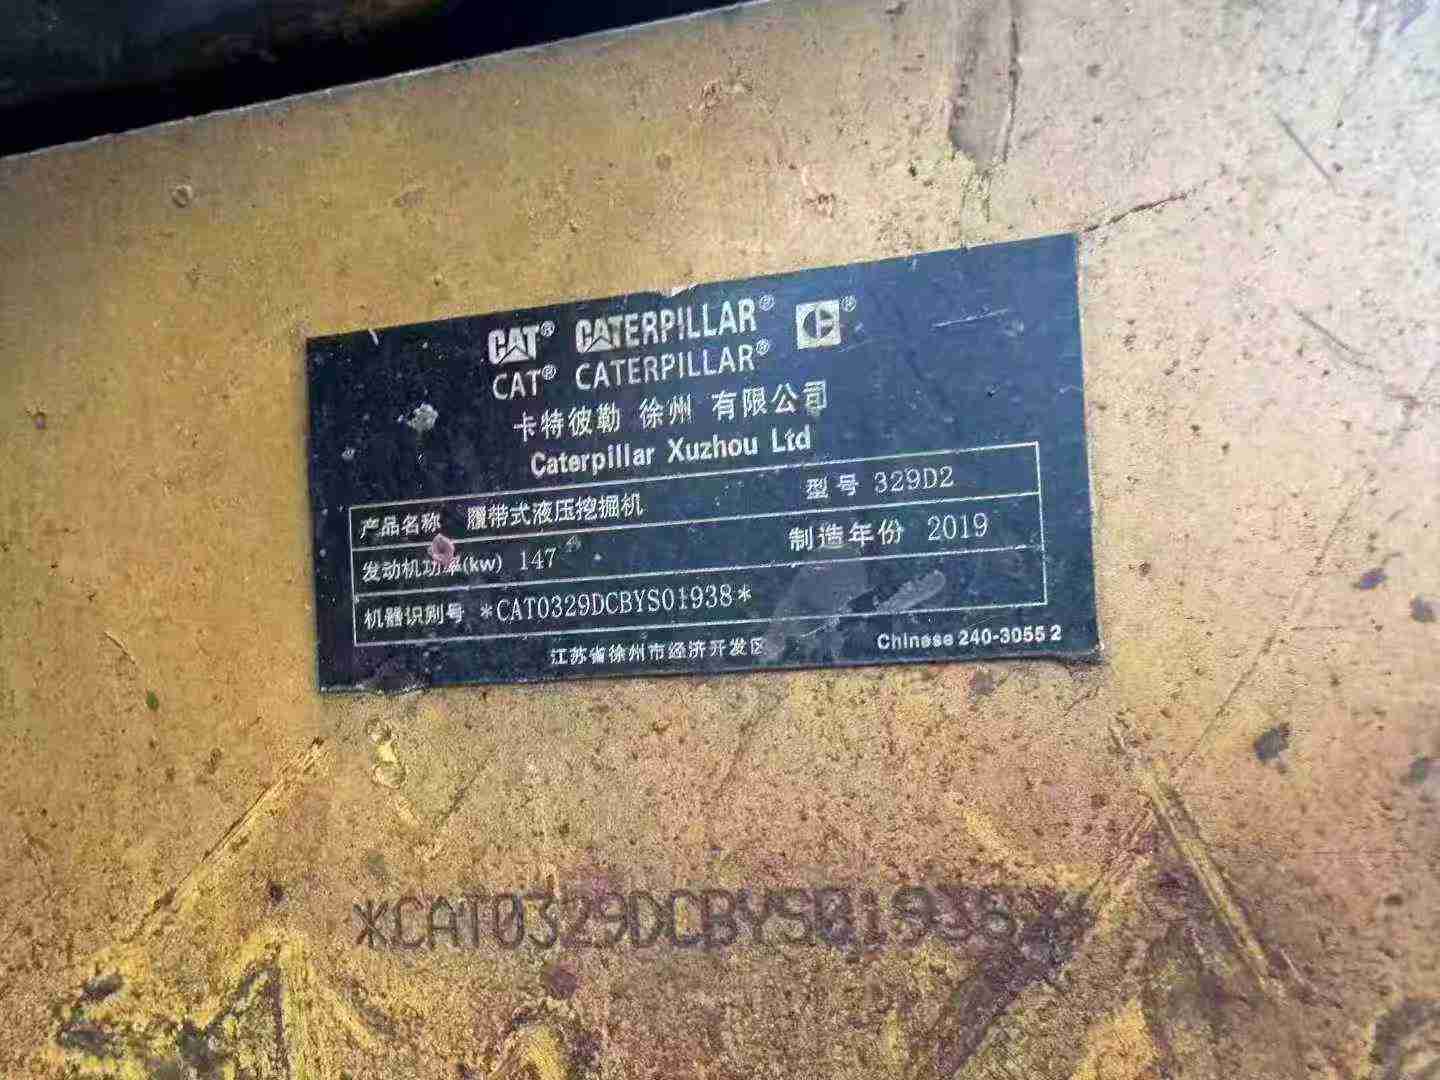 CAT® CATERPILLAR® C®
CAT® CATERPILLAR®
卡特彼勒 徐州 有限公司
Caterpillar Xuzhou Ltd
产品名称 履带式液压挖掘机 型号 329D2
发动机功率(kw) 147 制造年份 2019
机器识别号 *CAT0329DCBYS01938*
江苏省徐州市经济开发区 Chinese 240-3055 2
*CAT0329DCBYS01938*